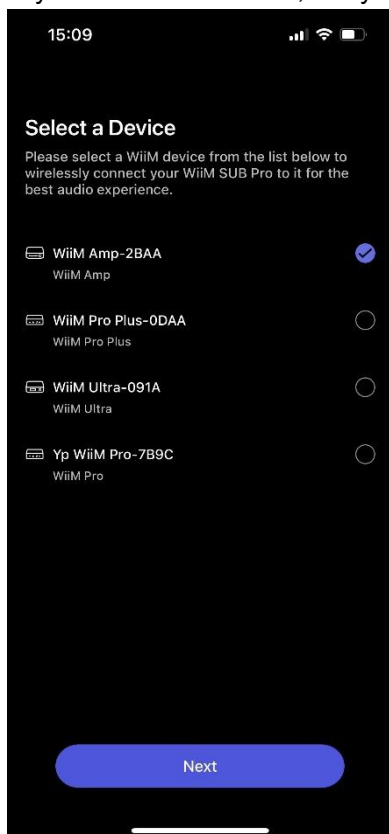 15:09
Select a Device
Please select a WiiM device from the list below to
wirelessly connect your WiiM SUB Pro to it for the
best audio experience.
WiiM Amp-2BAA
WiiM Amp
WiiM Pro Plus-0DAA
WiiM Pro Plus
WiiM Ultra-091A
WiiM Ultra
Yp WiiM Pro-7B9C
WiiM Pro
Next